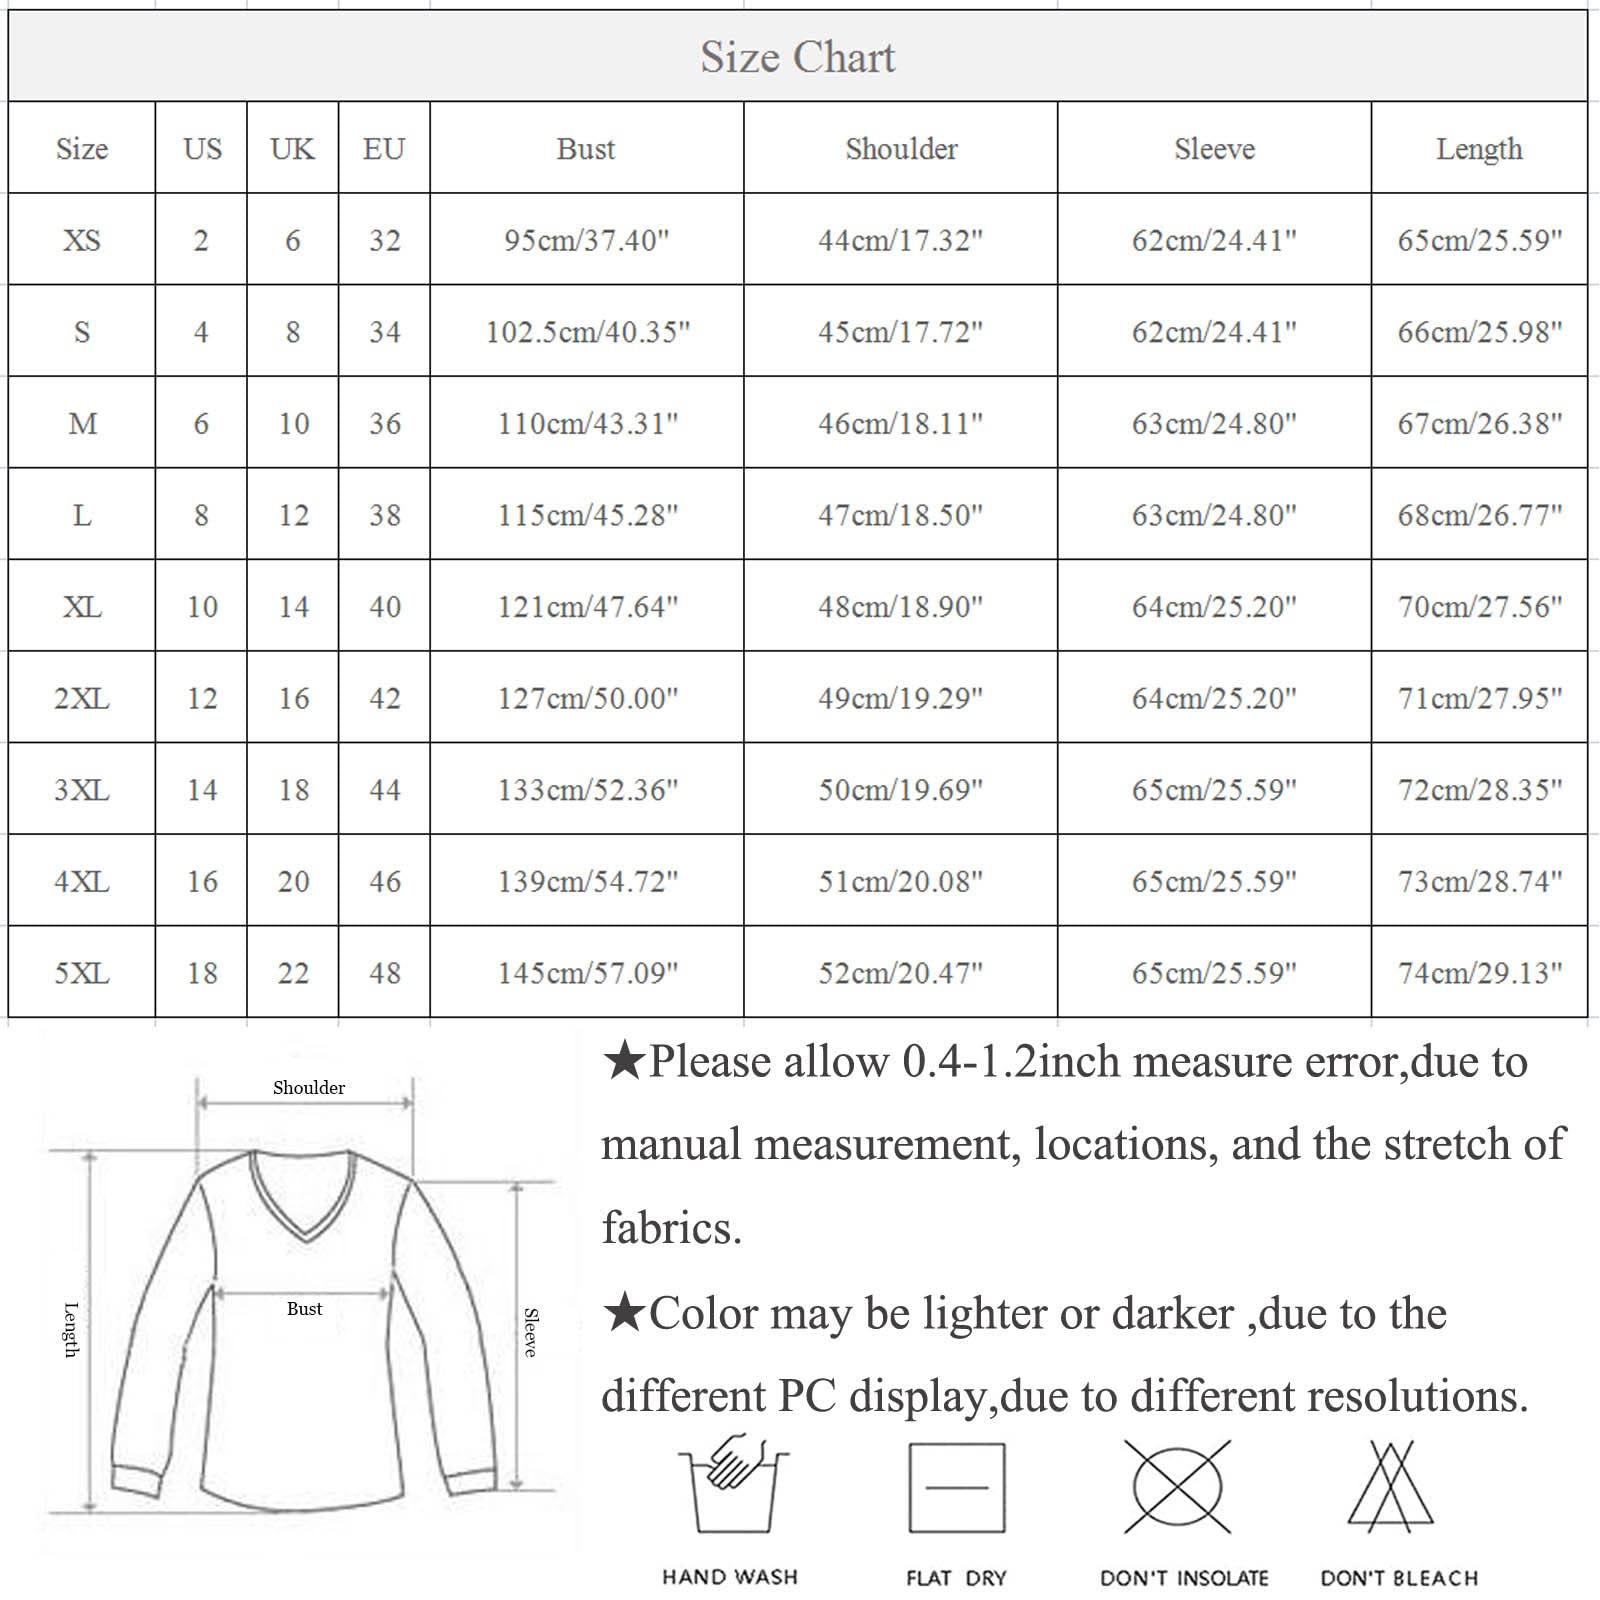 Size Chart
Size US UK EU Bust Shoulder Sleeve Length
XS 2 6 32 95cm/37.40" 44cm/17.32" 62cm/24.41" 65cm/25.59"
S 4 8 34 102.5cm/40.35" 45cm/17.72" 62cm/24.41" 66cm/25.98"
M 6 10 36 110cm/43.31" 46cm/18.11" 63cm/24.80" 67cm/26.38"
L 8 12 38 115cm/45.28" 47cm/18.50" 63cm/24.80" 68cm/26.77"
XL 10 14 40 121cm/47.64" 48cm/18.90" 64cm/25.20" 70cm/27.56"
2XL 12 16 42 127cm/50.00" 49cm/19.29" 64cm/25.20" 71cm/27.95"
3XL 14 18 44 133cm/52.36" 50cm/19.69" 65cm/25.59" 72cm/28.35"
4XL 16 20 46 139cm/54.72" 51cm/20.08" 65cm/25.59" 73cm/28.74"
5XL 18 22 48 145cm/57.09" 52cm/20.47" 65cm/25.59" 74cm/29.13"
Shoulder
Length
Bust
Sleeve
★Please allow 0.4-1.2inch measure error,due to
manual measurement, locations, and the stretch of
fabrics.
★Color may be lighter or darker ,due to the
different PC display,due to different resolutions.
HAND WASH
FLAT DRY
DON'T INSOLATE
DON'T BLEACH